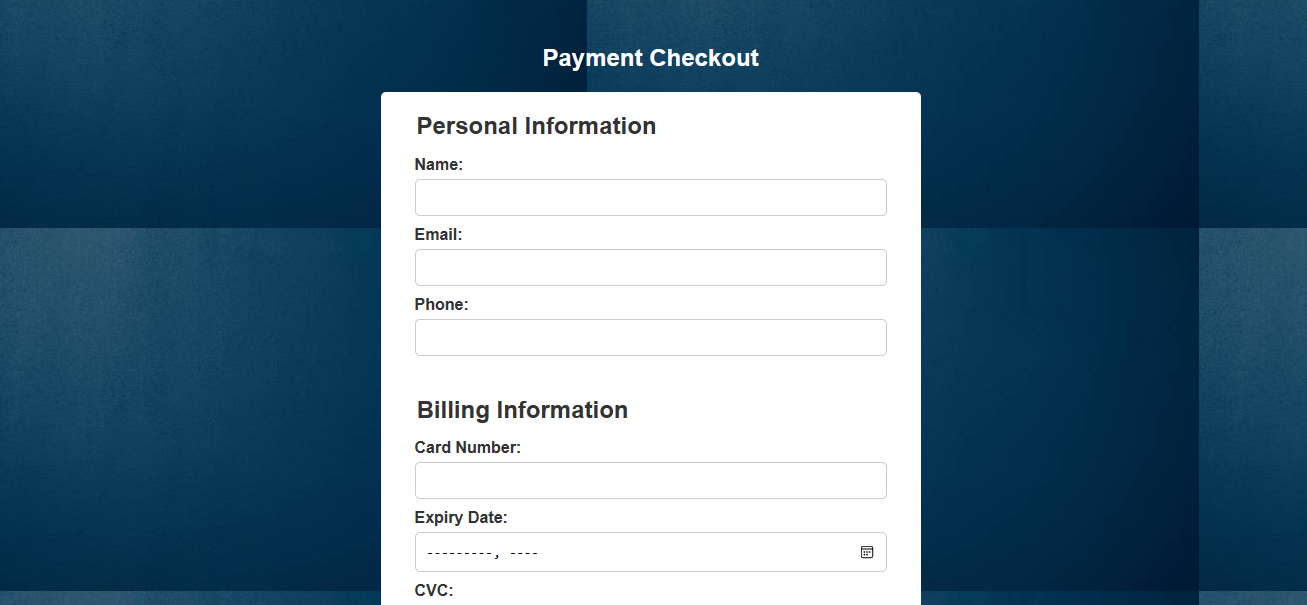 Payment Checkout
Personal Information
Name:
Email:
Phone:
Billing Information
Card Number:
Expiry Date:
---------, ----
CVC: